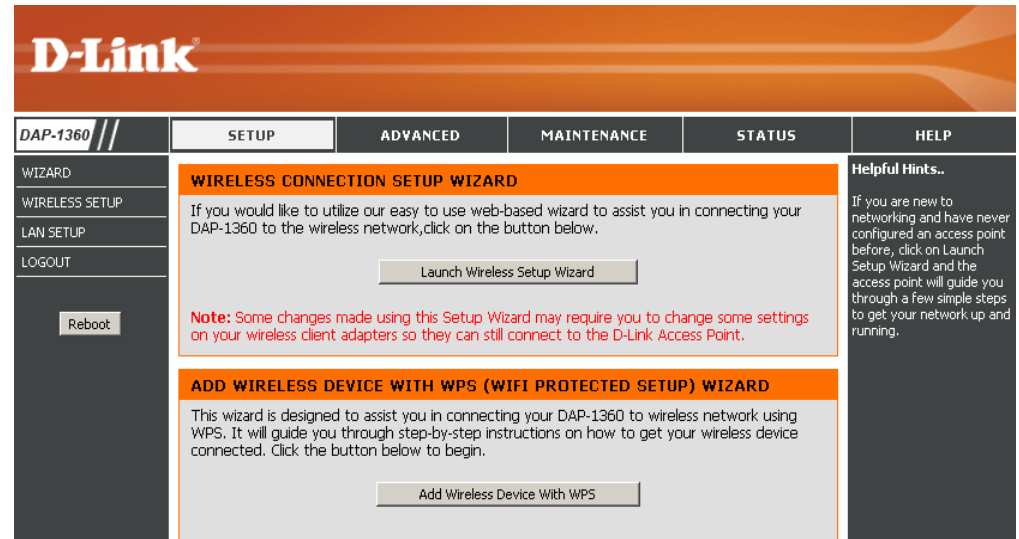 D-Link®
DAP-1360
SETUP
ADVANCED
MAINTENANCE
STATUS
HELP
WIZARD
WIRELESS SETUP
LAN SETUP
LOGOUT
Reboot
WIRELESS CONNECTION SETUP WIZARD
If you would like to utilize our easy to use web-based wizard to assist you in connecting your
DAP-1360 to the wireless network,click on the button below.
Launch Wireless Setup Wizard
Note: Some changes made using this Setup Wizard may require you to change some settings
on your wireless client adapters so they can still connect to the D-Link Access Point.
ADD WIRELESS DEVICE WITH WPS (WIFI PROTECTED SETUP) WIZARD
This wizard is designed to assist you in connecting your DAP-1360 to wireless network using
WPS. It will guide you through step-by-step instructions on how to get your wireless device
connected. Click the button below to begin.
Add Wireless Device With WPS
Helpful Hints..
If you are new to
networking and have never
configured an access point
before, click on Launch
Setup Wizard and the
access point will guide you
through a few simple steps
to get your network up and
running.